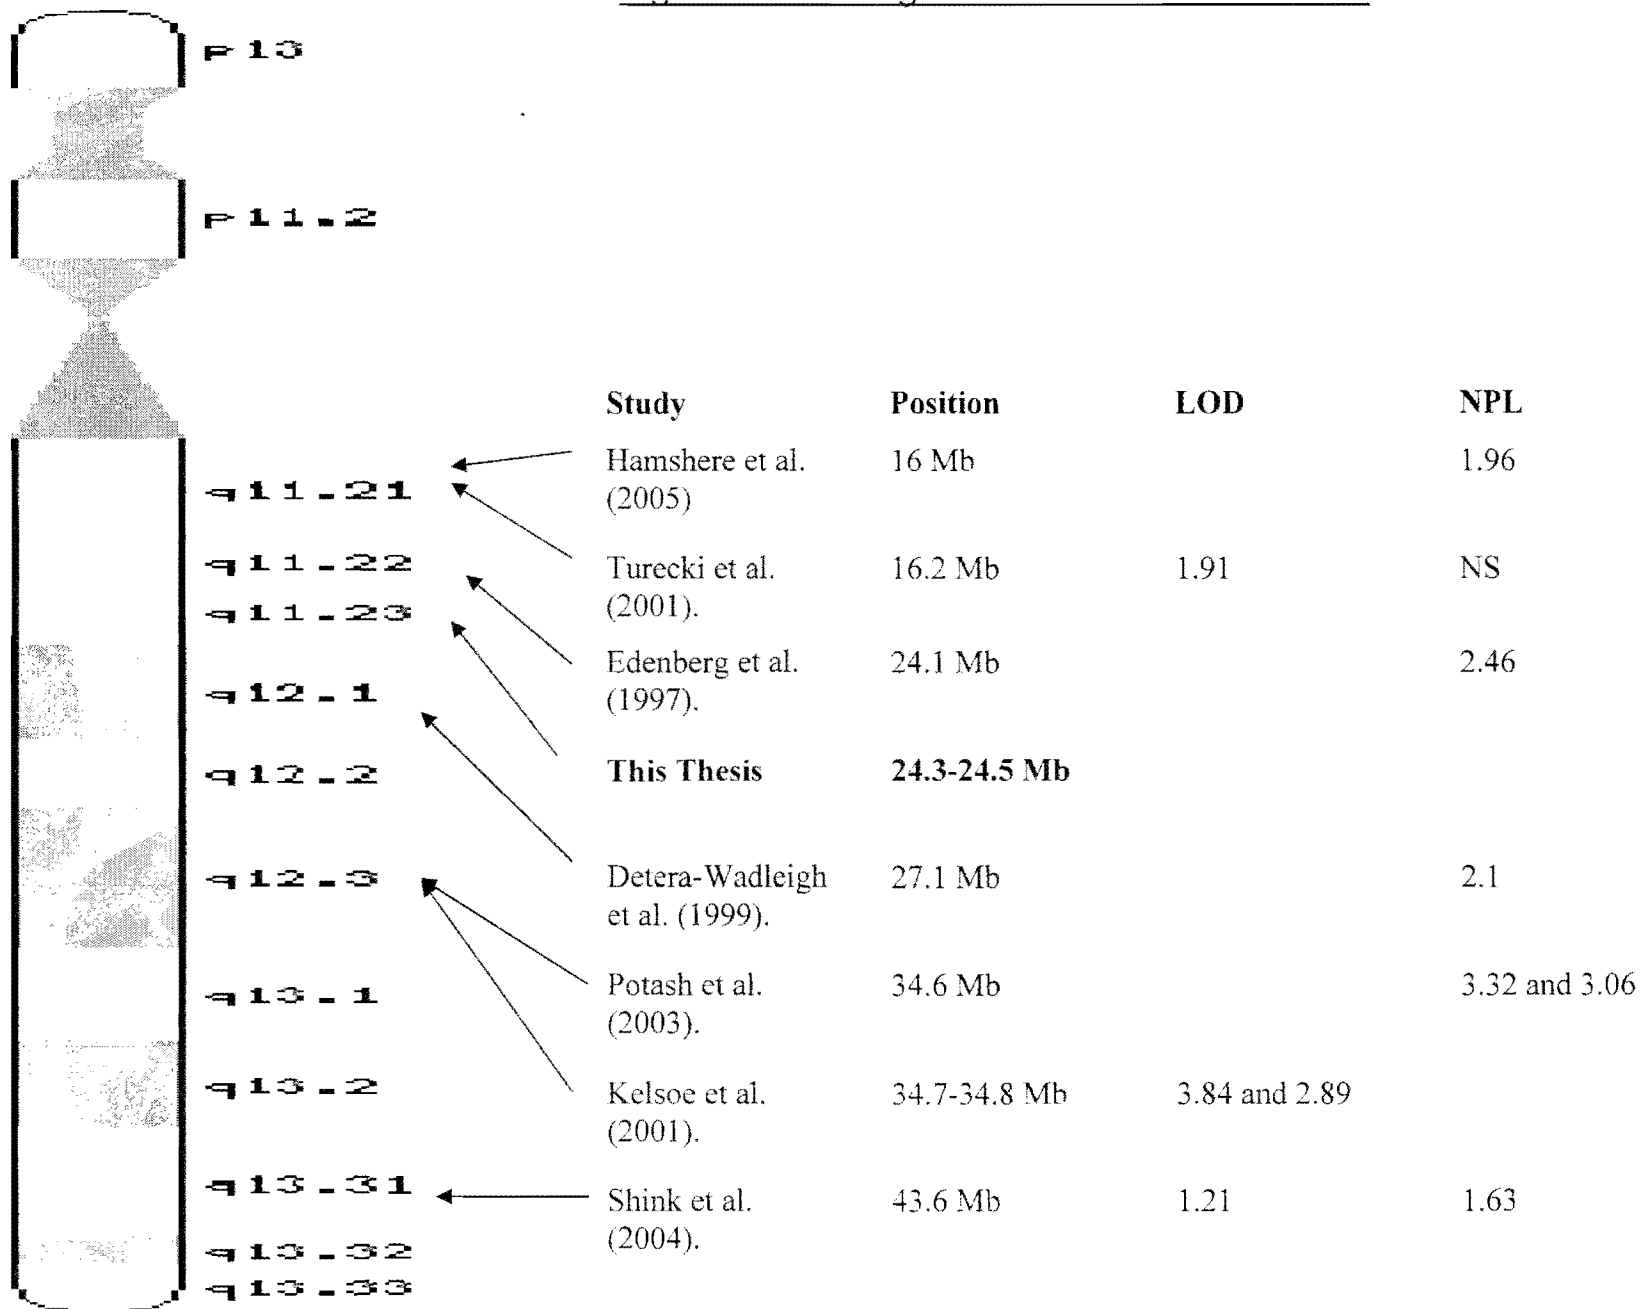 p13
p11.2
q11.21
q11.22
q11.23
q12.1
q12.2
q12.3
q13.1
q13.2
q13.31
q13.32
q13.33
Study Position LOD NPL
Hamshere et al. 16 Mb 1.96
(2005)
Turecki et al. 16.2 Mb 1.91 NS
(2001).
Edenberg et al. 24.1 Mb 2.46
(1997).
This Thesis 24.3-24.5 Mb
Detera-Wadleigh 27.1 Mb 2.1
et al. (1999).
Potash et al. 34.6 Mb 3.32 and 3.06
(2003).
Kelsoe et al. 34.7-34.8 Mb 3.84 and 2.89
(2001).
Shink et al. 43.6 Mb 1.21 1.63
(2004).